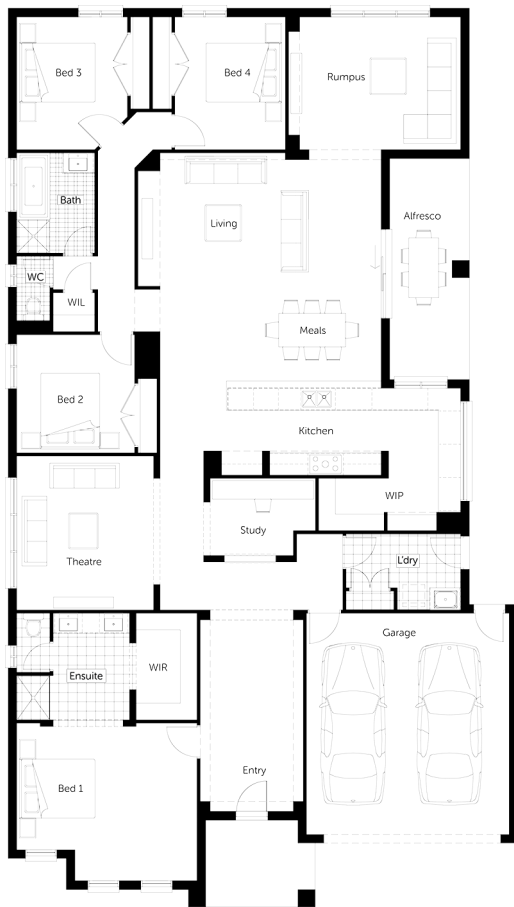 Bed 3
Bed 4
Rumpus
Bath
Living
Alfresco
WC
WIL
Meals
Bed 2
Kitchen
WIP
Study
Theatre
L'dry
Garage
WIR
Ensuite
Entry
Bed 1